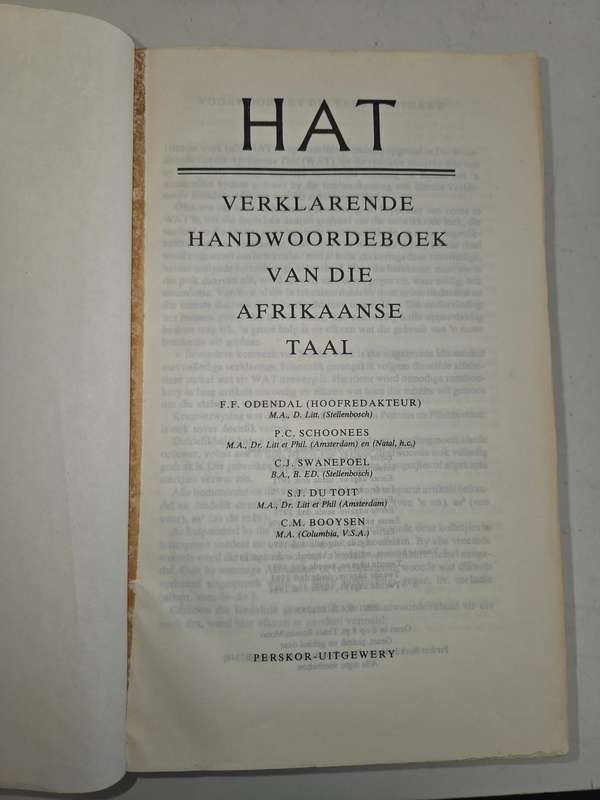 HAT
VERKLARENDE
HANDWOORDEBOEK
VAN DIE
AFRIKAANSE
TAAL
F.F. ODENDAL (HOOFREDAKTEUR)
M.A., D. Litt. (Stellenbosch)
P.C. SCHOONEES
M.A., Dr. Litt et Phil. (Amsterdam) en (Natal, h.c.)
C.J. SWANEPOEL
B.A., B. ED. (Stellenbosch)
S.J. DU TOIT
M.A., Dr. Litt et Phil (Amsterdam)
C.M. BOOYSEN
M.A. (Columbia, V.S.A.)
PERSKOR-UITGEWERY